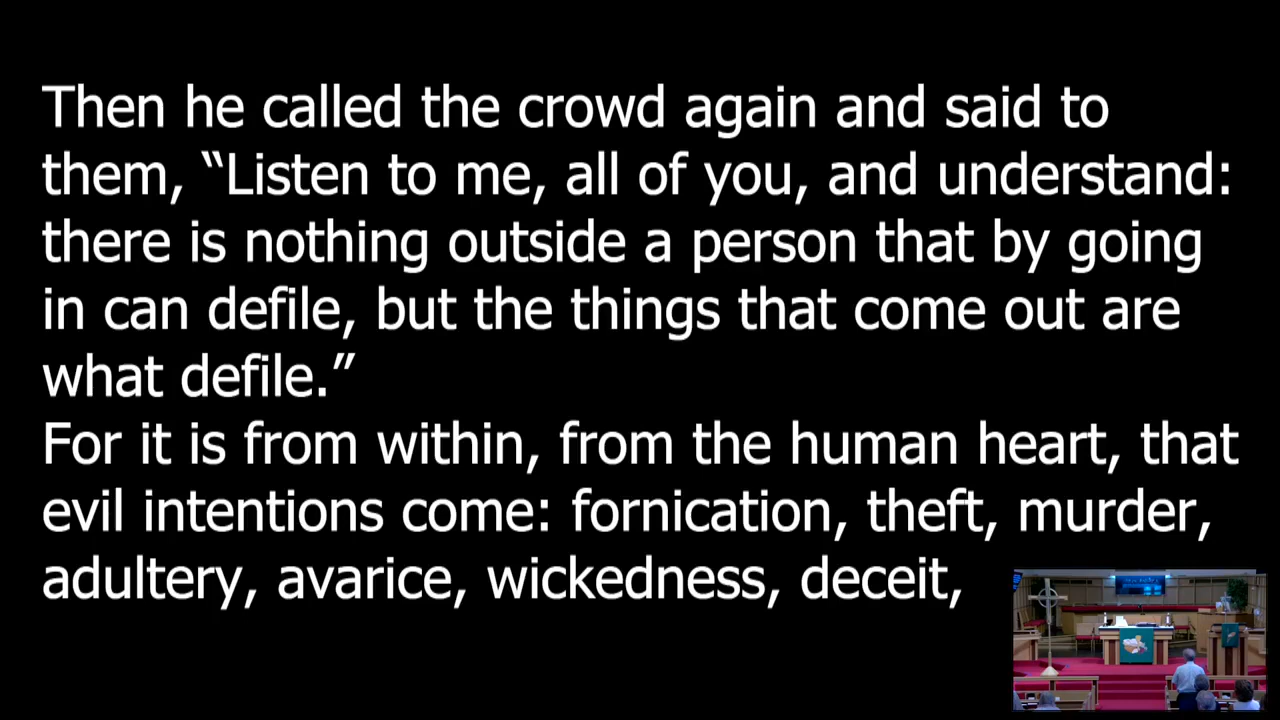 Then he called the crowd again and said to
them, “Listen to me, all of you, and understand:
there is nothing outside a person that by going
in can defile, but the things that come out are
what defile.”
For it is from within, from the human heart, that
evil intentions come: fornication, theft, murder,
adultery, avarice, wickedness, deceit,